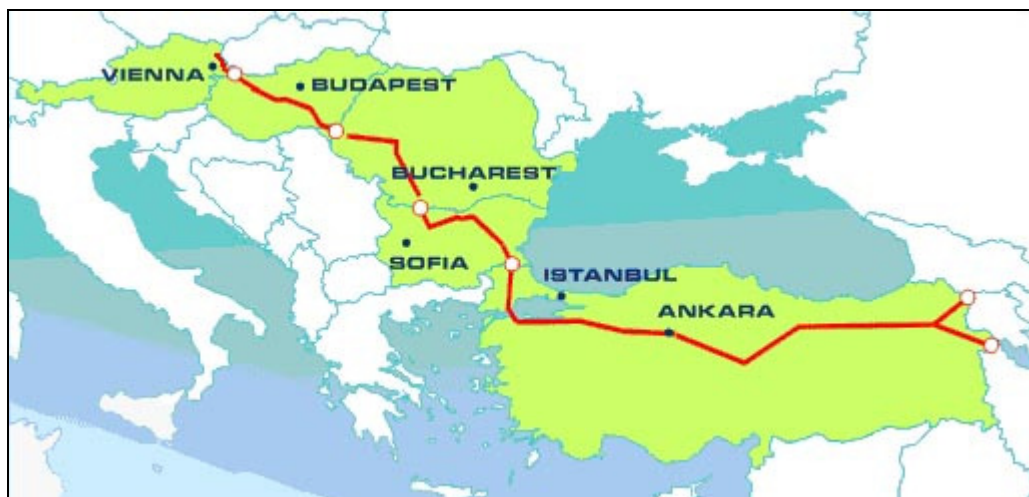 VIENNA
BUDAPEST
BUCHAREST
SOFIA
ISTANBUL
ANKARA